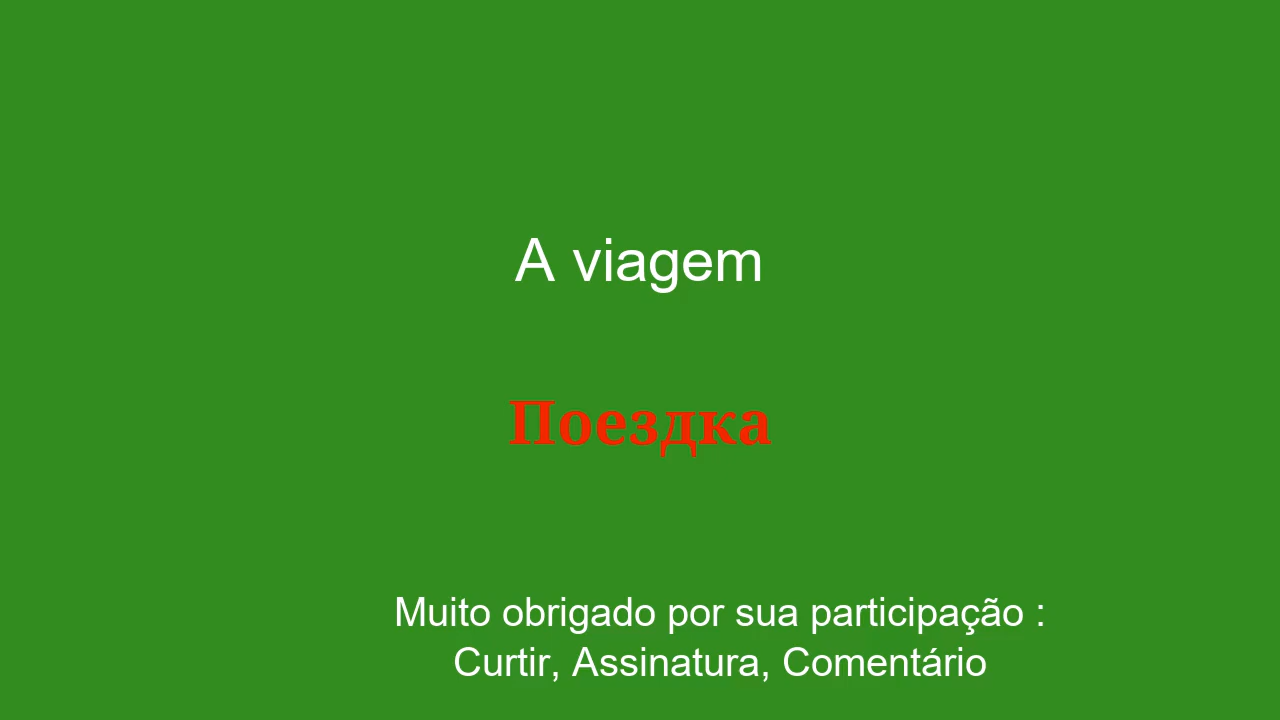 A viagem
Поездка
Muito obrigado por sua participação :
Curtir, Assinatura, Comentário